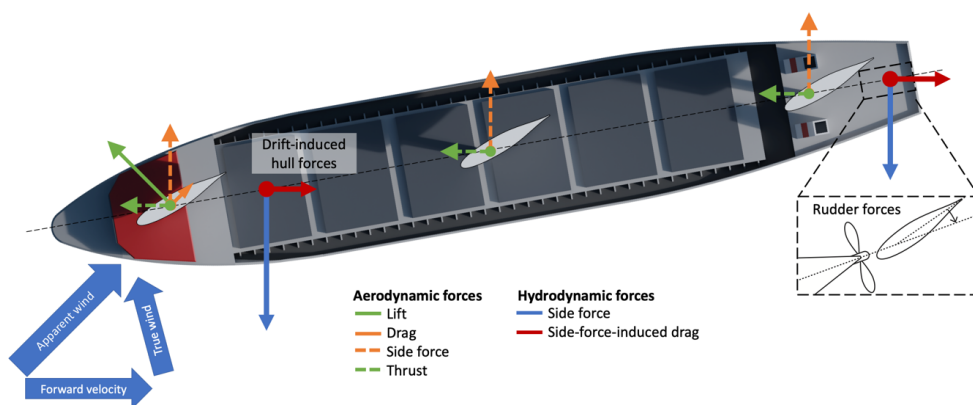 Drift-induced
hull forces
Rudder forces
Apparent wind
True wind
Forward velocity
Aerodynamic forces
Lift
Drag
Side force
Thrust
Hydrodynamic forces
Side force
Side-force-induced drag